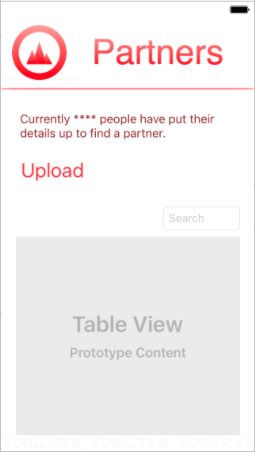 Partners
Currently **** people have put their
details up to find a partner.
Upload
Search
Table View
Prototype Content